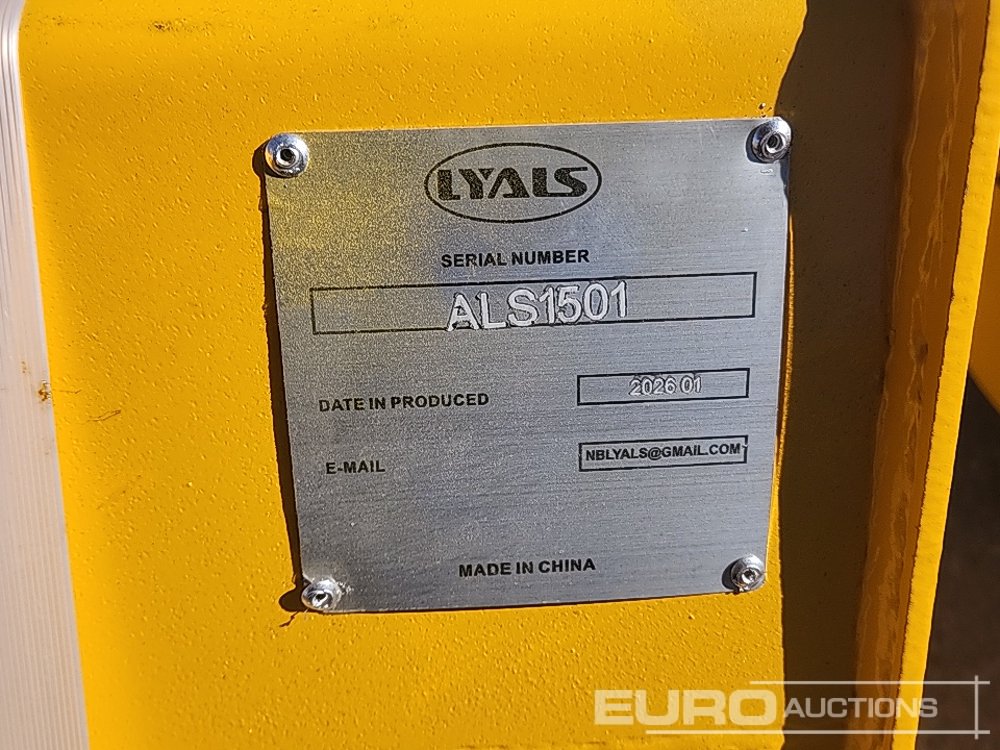 LYALS
SERIAL NUMBER
ALS1501
DATE IN PRODUCED 2026 01
E-MAIL NBLYALS@GMAIL.COM
MADE IN CHINA
EURO AUCTIONS